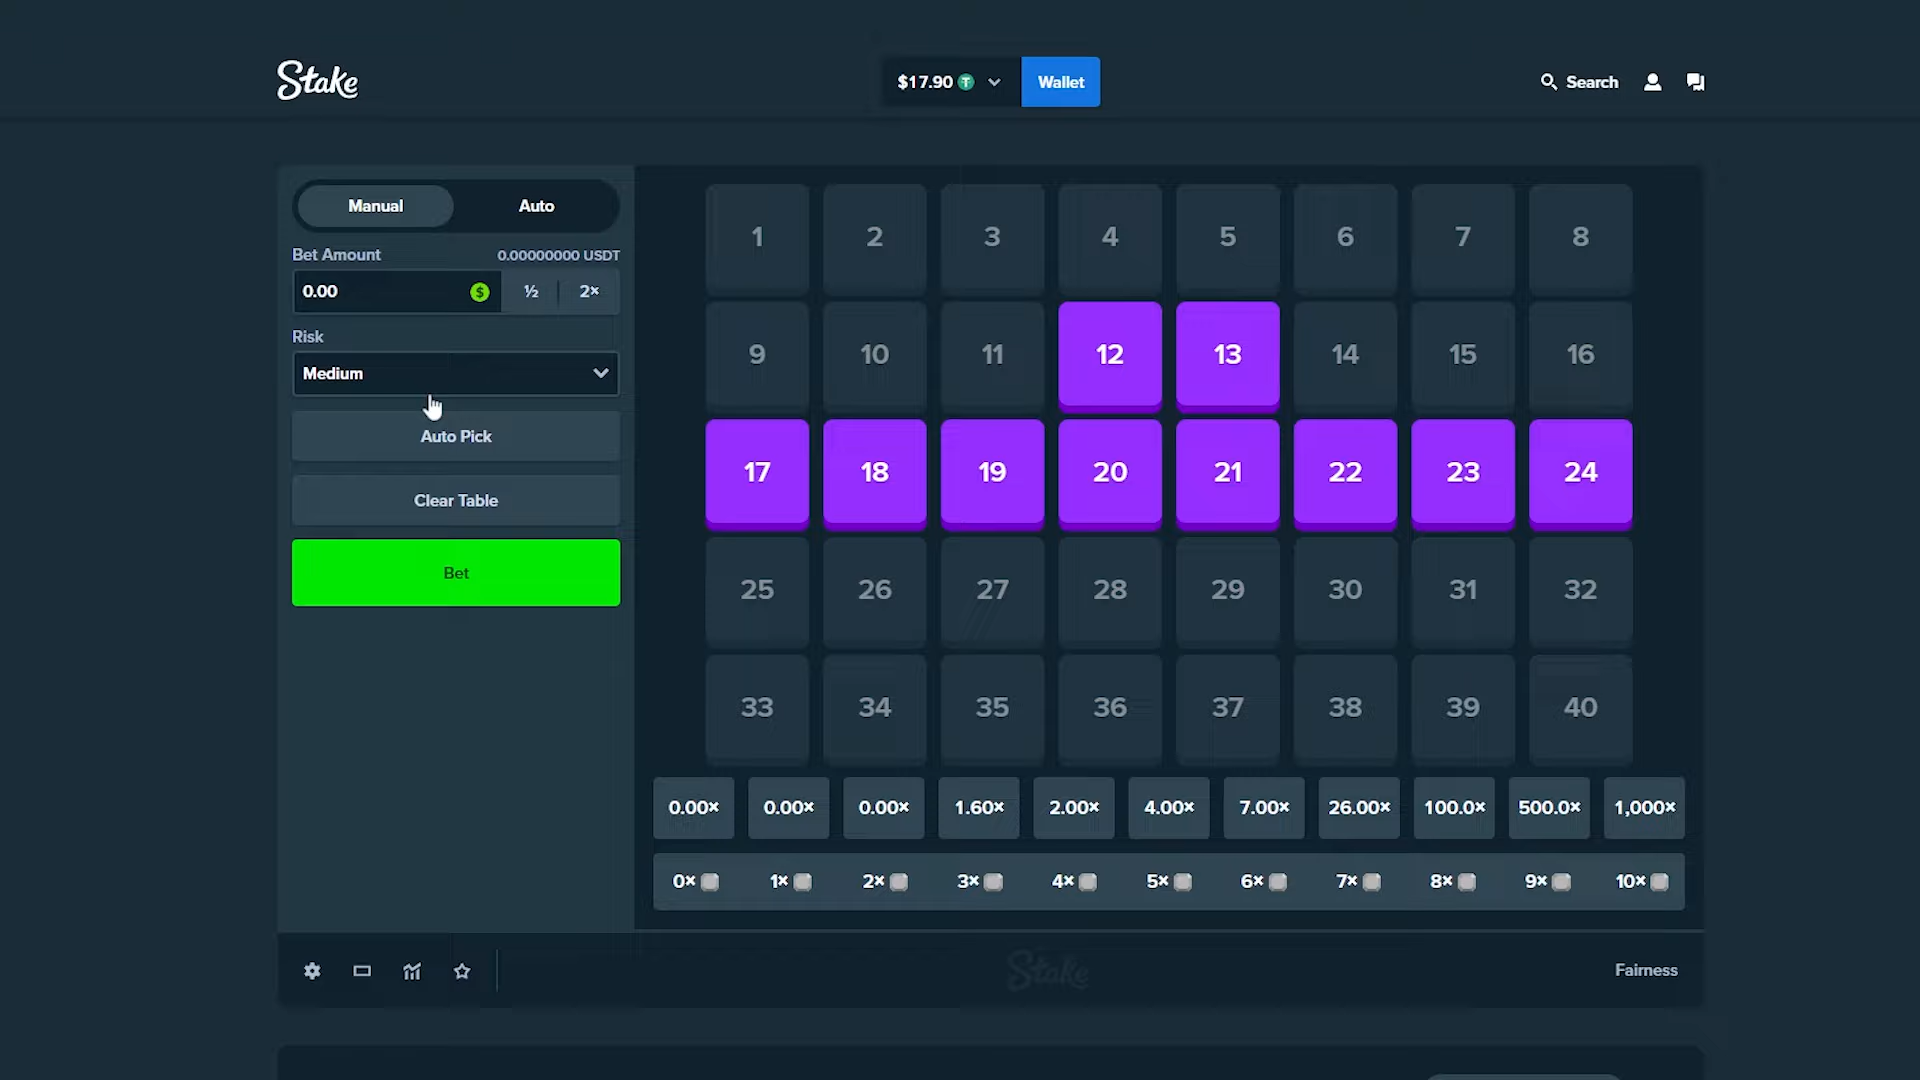 Stake
$17.90
Wallet
Search
Manual
Auto
Bet Amount
0.00000000 USDT
0.00
$
½
2×
Risk
Medium
Auto Pick
Clear Table
Bet
1 2 3 4 5 6 7 8
9 10 11 12 13 14 15 16
17 18 19 20 21 22 23 24
25 26 27 28 29 30 31 32
33 34 35 36 37 38 39 40
0.00× 0.00× 0.00× 1.60× 2.00× 4.00× 7.00× 26.00× 100.0× 500.0× 1,000×
0× 1× 2× 3× 4× 5× 6× 7× 8× 9× 10×
Stake
Fairness